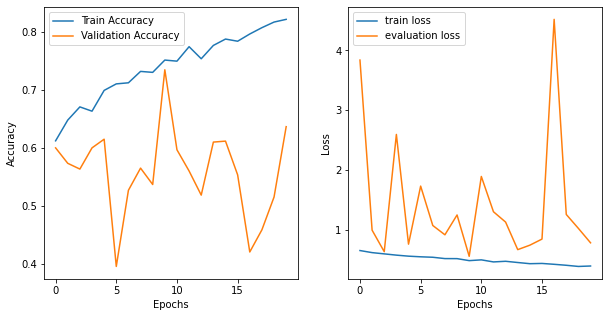 Train Accuracy
Validation Accuracy
0.8
0.7
0.6
0.5
0.4
Accuracy
0
5
10
15
Epochs
train loss
evaluation loss
4
3
2
1
Loss
0
5
10
15
Epochs